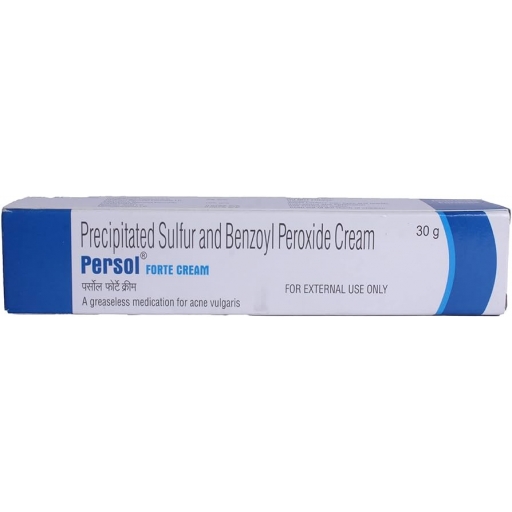 Precipitated Sulfur and Benzoyl Peroxide Cream
30 g
Persol® FORTE CREAM
पर्सोल फोर्टे क्रीम
FOR EXTERNAL USE ONLY
A greaseless medication for acne vulgaris